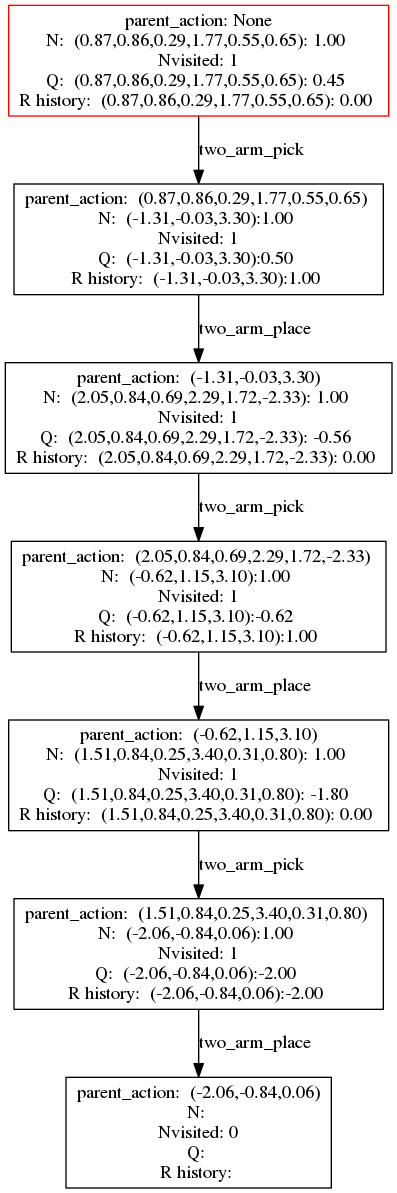 parent_action: None
N: (0.87,0.86,0.29,1.77,0.55,0.65): 1.00
Nvisited: 1
Q: (0.87,0.86,0.29,1.77,0.55,0.65): 0.45
R history: (0.87,0.86,0.29,1.77,0.55,0.65): 0.00
two_arm_pick
parent_action: (0.87,0.86,0.29,1.77,0.55,0.65)
N: (-1.31,-0.03,3.30):1.00
Nvisited: 1
Q: (-1.31,-0.03,3.30):0.50
R history: (-1.31,-0.03,3.30):1.00
two_arm_place
parent_action: (-1.31,-0.03,3.30)
N: (2.05,0.84,0.69,2.29,1.72,-2.33): 1.00
Nvisited: 1
Q: (2.05,0.84,0.69,2.29,1.72,-2.33): -0.56
R history: (2.05,0.84,0.69,2.29,1.72,-2.33): 0.00
two_arm_pick
parent_action: (2.05,0.84,0.69,2.29,1.72,-2.33)
N: (-0.62,1.15,3.10):1.00
Nvisited: 1
Q: (-0.62,1.15,3.10):-0.62
R history: (-0.62,1.15,3.10):1.00
two_arm_place
parent_action: (-0.62,1.15,3.10)
N: (1.51,0.84,0.25,3.40,0.31,0.80): 1.00
Nvisited: 1
Q: (1.51,0.84,0.25,3.40,0.31,0.80): -1.80
R history: (1.51,0.84,0.25,3.40,0.31,0.80): 0.00
two_arm_pick
parent_action: (1.51,0.84,0.25,3.40,0.31,0.80)
N: (-2.06,-0.84,0.06):1.00
Nvisited: 1
Q: (-2.06,-0.84,0.06):-2.00
R history: (-2.06,-0.84,0.06):-2.00
two_arm_place
parent_action: (-2.06,-0.84,0.06)
N:
Nvisited: 0
Q:
R history: